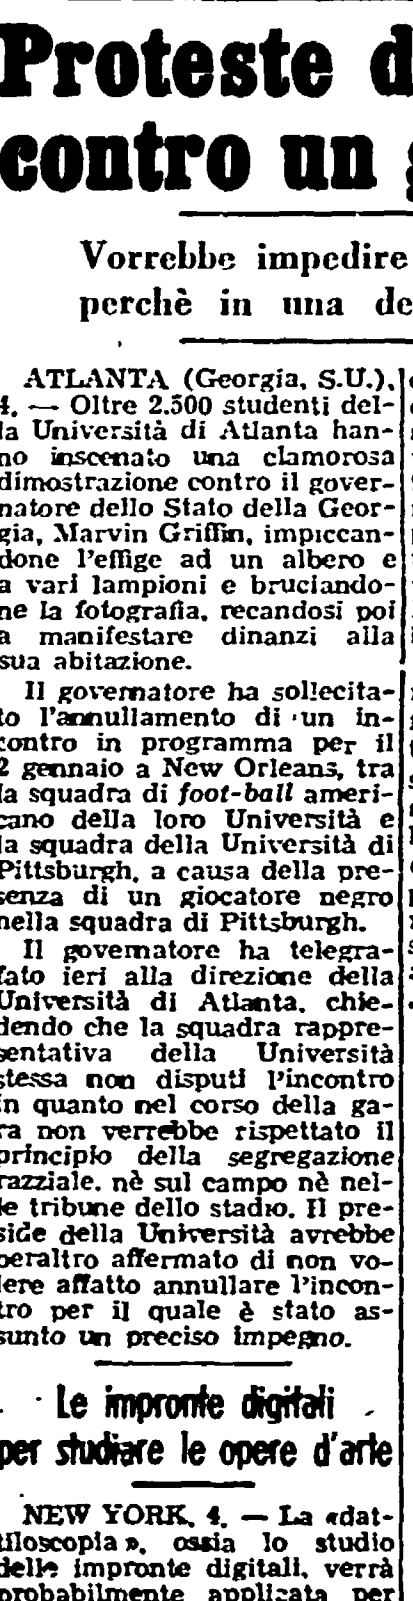 Proteste d
contro un g
Vorrebbe impedire
perchè in una de
ATLANTA (Georgia, S.U.),
4. — Oltre 2.500 studenti del-
la Università di Atlanta han-
no inscenato una clamorosa
dimostrazione contro il gover-
natore dello Stato della Geor-
gia, Marvin Griffin, impiccan-
done l'effige ad un albero e
a vari lampioni e bruciando-
ne la fotografia, recandosi poi
a manifestare dinanzi alla
sua abitazione.
Il governatore ha sollecita-
to l'annullamento di un in-
contro in programma per il
2 gennaio a New Orleans, tra
la squadra di foot-ball ameri-
cano della loro Università e
la squadra della Università di
Pittsburgh, a causa della pre-
senza di un giocatore negro
nella squadra di Pittsburgh.
Il governatore ha telegra-
fato ieri alla direzione della
Università di Atlanta, chie-
dendo che la squadra rappre-
sentativa della Università
stessa non disputi l'incontro
in quanto nel corso della ga-
ra non verrebbe rispettato il
principio della segregazione
razziale, nè sul campo nè nel-
le tribune dello stadio. Il pre-
side della Università avrebbe
peraltro affermato di non vo-
lere affatto annullare l'incon-
tro per il quale è stato as-
sunto un preciso impegno.
Le impronte digitali
per studiare le opere d'arte
NEW YORK, 4. — La «dat-
tiloscopia», ossia lo studio
delle impronte digitali, verrà
probabilmente applicata per